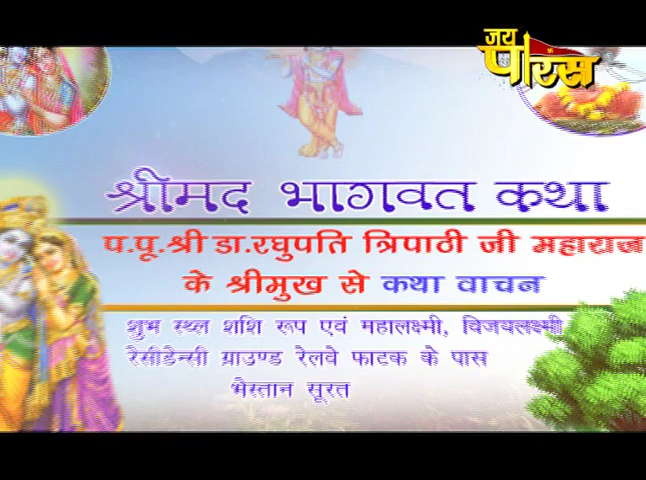 जय
पारस
श्रीमद भागवत कथा
प.पू.श्री डा.रघुपति त्रिपाठी जी महाराज
के श्रीमुख से कथा वाचन
शुभ स्थ्ल शशि रूप एवं महालक्ष्मी, विजयलक्ष्मी
रेसीडेन्सी ग्राउण्ड रेलवे फाटक के पास
भेस्तान सूरत